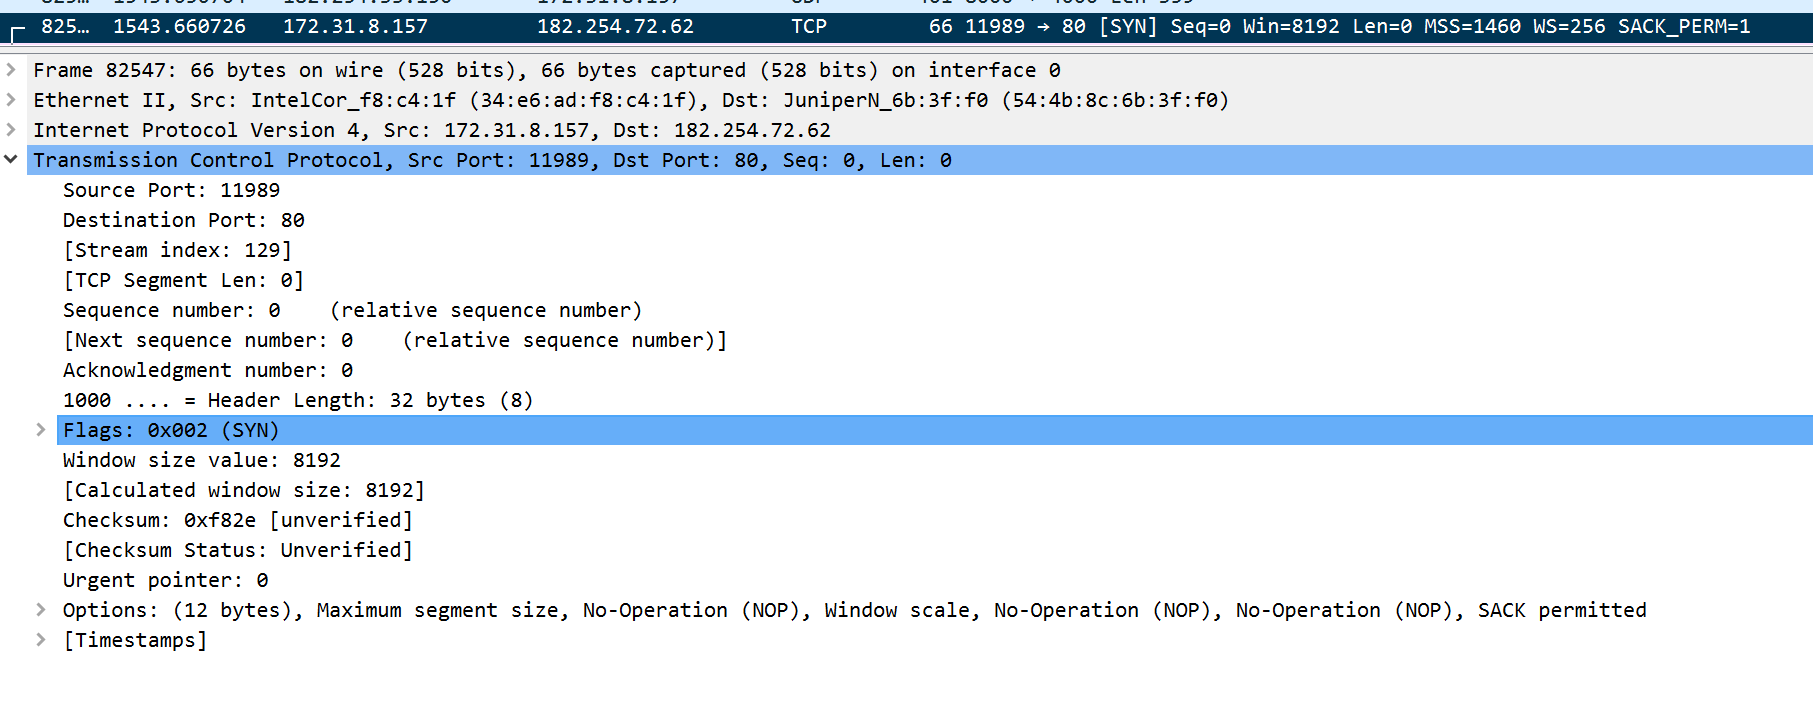 825… 1543.660726 172.31.8.157 182.254.72.62 TCP 66 11989 → 80 [SYN] Seq=0 Win=8192 Len=0 MSS=1460 WS=256 SACK_PERM=1
Frame 82547: 66 bytes on wire (528 bits), 66 bytes captured (528 bits) on interface 0
Ethernet II, Src: IntelCor_f8:c4:1f (34:e6:ad:f8:c4:1f), Dst: JuniperN_6b:3f:f0 (54:4b:8c:6b:3f:f0)
Internet Protocol Version 4, Src: 172.31.8.157, Dst: 182.254.72.62
Transmission Control Protocol, Src Port: 11989, Dst Port: 80, Seq: 0, Len: 0
Source Port: 11989
Destination Port: 80
[Stream index: 129]
[TCP Segment Len: 0]
Sequence number: 0    (relative sequence number)
[Next sequence number: 0    (relative sequence number)]
Acknowledgment number: 0
1000 .... = Header Length: 32 bytes (8)
Flags: 0x002 (SYN)
Window size value: 8192
[Calculated window size: 8192]
Checksum: 0xf82e [unverified]
[Checksum Status: Unverified]
Urgent pointer: 0
Options: (12 bytes), Maximum segment size, No-Operation (NOP), Window scale, No-Operation (NOP), No-Operation (NOP), SACK permitted
[Timestamps]